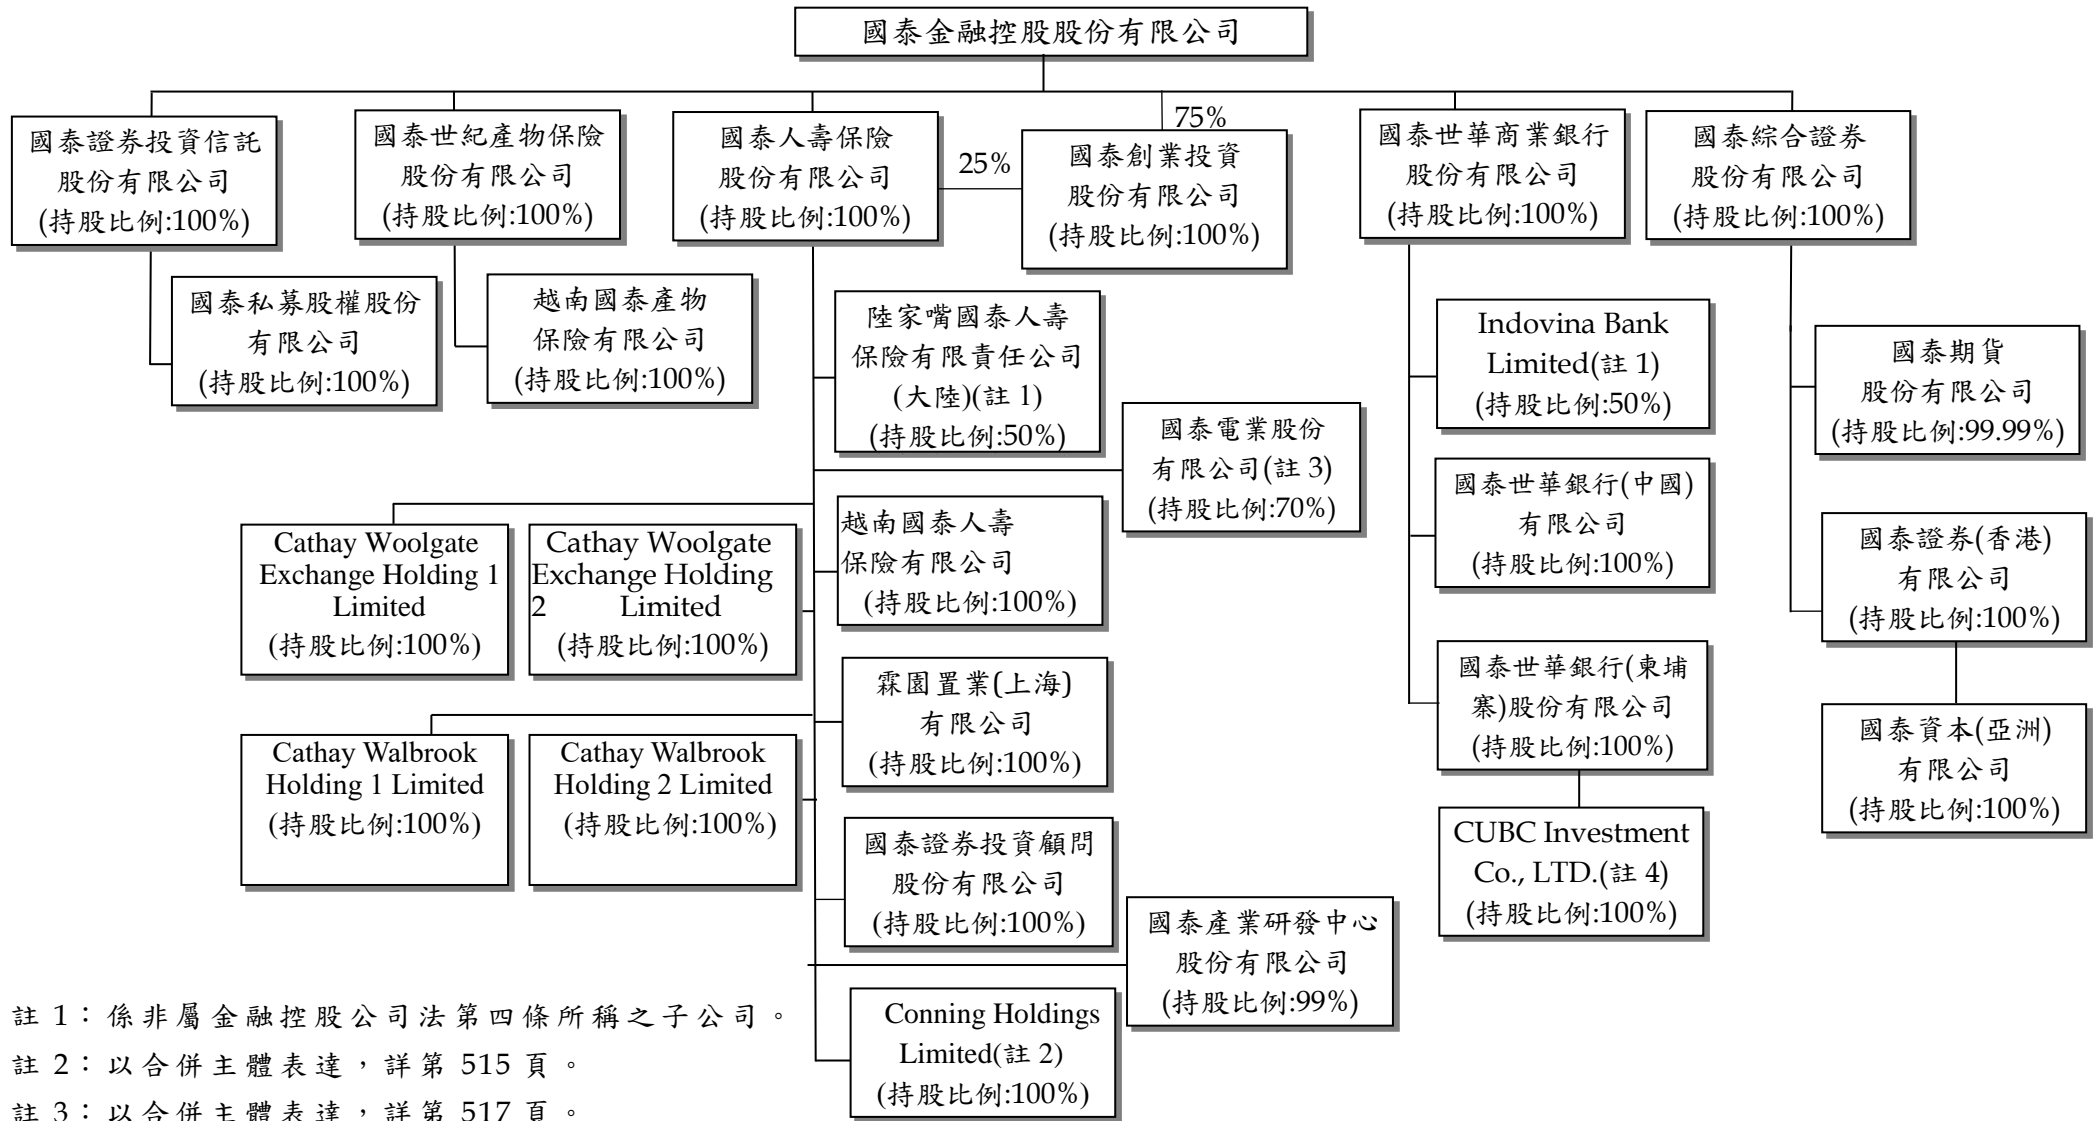 國泰金融控股股份有限公司
國泰證券投資信託
股份有限公司
(持股比例:100%)
國泰世紀產物保險
股份有限公司
(持股比例:100%)
國泰人壽保險
股份有限公司
(持股比例:100%)
25%
75%
國泰創業投資
股份有限公司
(持股比例:100%)
國泰世華商業銀行
股份有限公司
(持股比例:100%)
國泰綜合證券
股份有限公司
(持股比例:100%)
國泰私募股權股份
有限公司
(持股比例:100%)
越南國泰產物
保險有限公司
(持股比例:100%)
陸家嘴國泰人壽
保險有限責任公司
(大陸)(註 1)
(持股比例:50%)
國泰電業股份
有限公司(註 3)
(持股比例:70%)
Indovina Bank
Limited(註 1)
(持股比例:50%)
國泰期貨
股份有限公司
(持股比例:99.99%)
Cathay Woolgate
Exchange Holding 1
Limited
(持股比例:100%)
Cathay Woolgate
Exchange Holding
2 Limited
(持股比例:100%)
越南國泰人壽
保險有限公司
(持股比例:100%)
國泰世華銀行(中國)
有限公司
(持股比例:100%)
國泰證券(香港)
有限公司
(持股比例:100%)
霖園置業(上海)
有限公司
(持股比例:100%)
國泰世華銀行(柬埔
寨)股份有限公司
(持股比例:100%)
國泰資本(亞洲)
有限公司
(持股比例:100%)
Cathay Walbrook
Holding 1 Limited
(持股比例:100%)
Cathay Walbrook
Holding 2 Limited
(持股比例:100%)
國泰證券投資顧問
股份有限公司
(持股比例:100%)
CUBC Investment
Co., LTD.(註 4)
(持股比例:100%)
國泰產業研發中心
股份有限公司
(持股比例:99%)
Conning Holdings
Limited(註 2)
(持股比例:100%)
註 1：係非屬金融控股公司法第四條所稱之子公司。
註 2：以合併主體表達，詳第 515 頁。
註 3：以合併主體表達，詳第 517 頁。